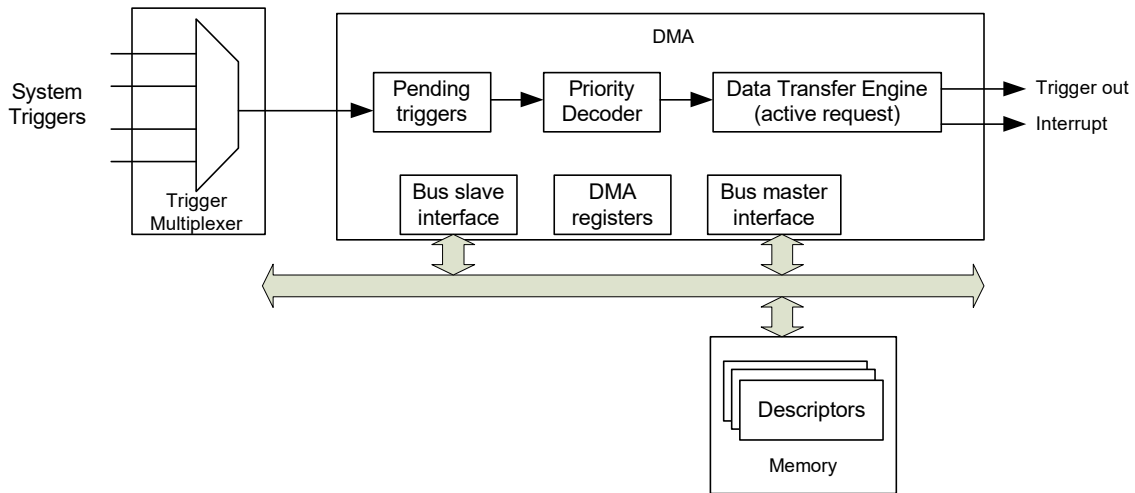 DMA
System
Triggers
Pending
triggers
Priority
Decoder
Data Transfer Engine
(active request)
Trigger out
Interrupt
Trigger
Multiplexer
Bus slave
interface
DMA
registers
Bus master
interface
Descriptors
Memory